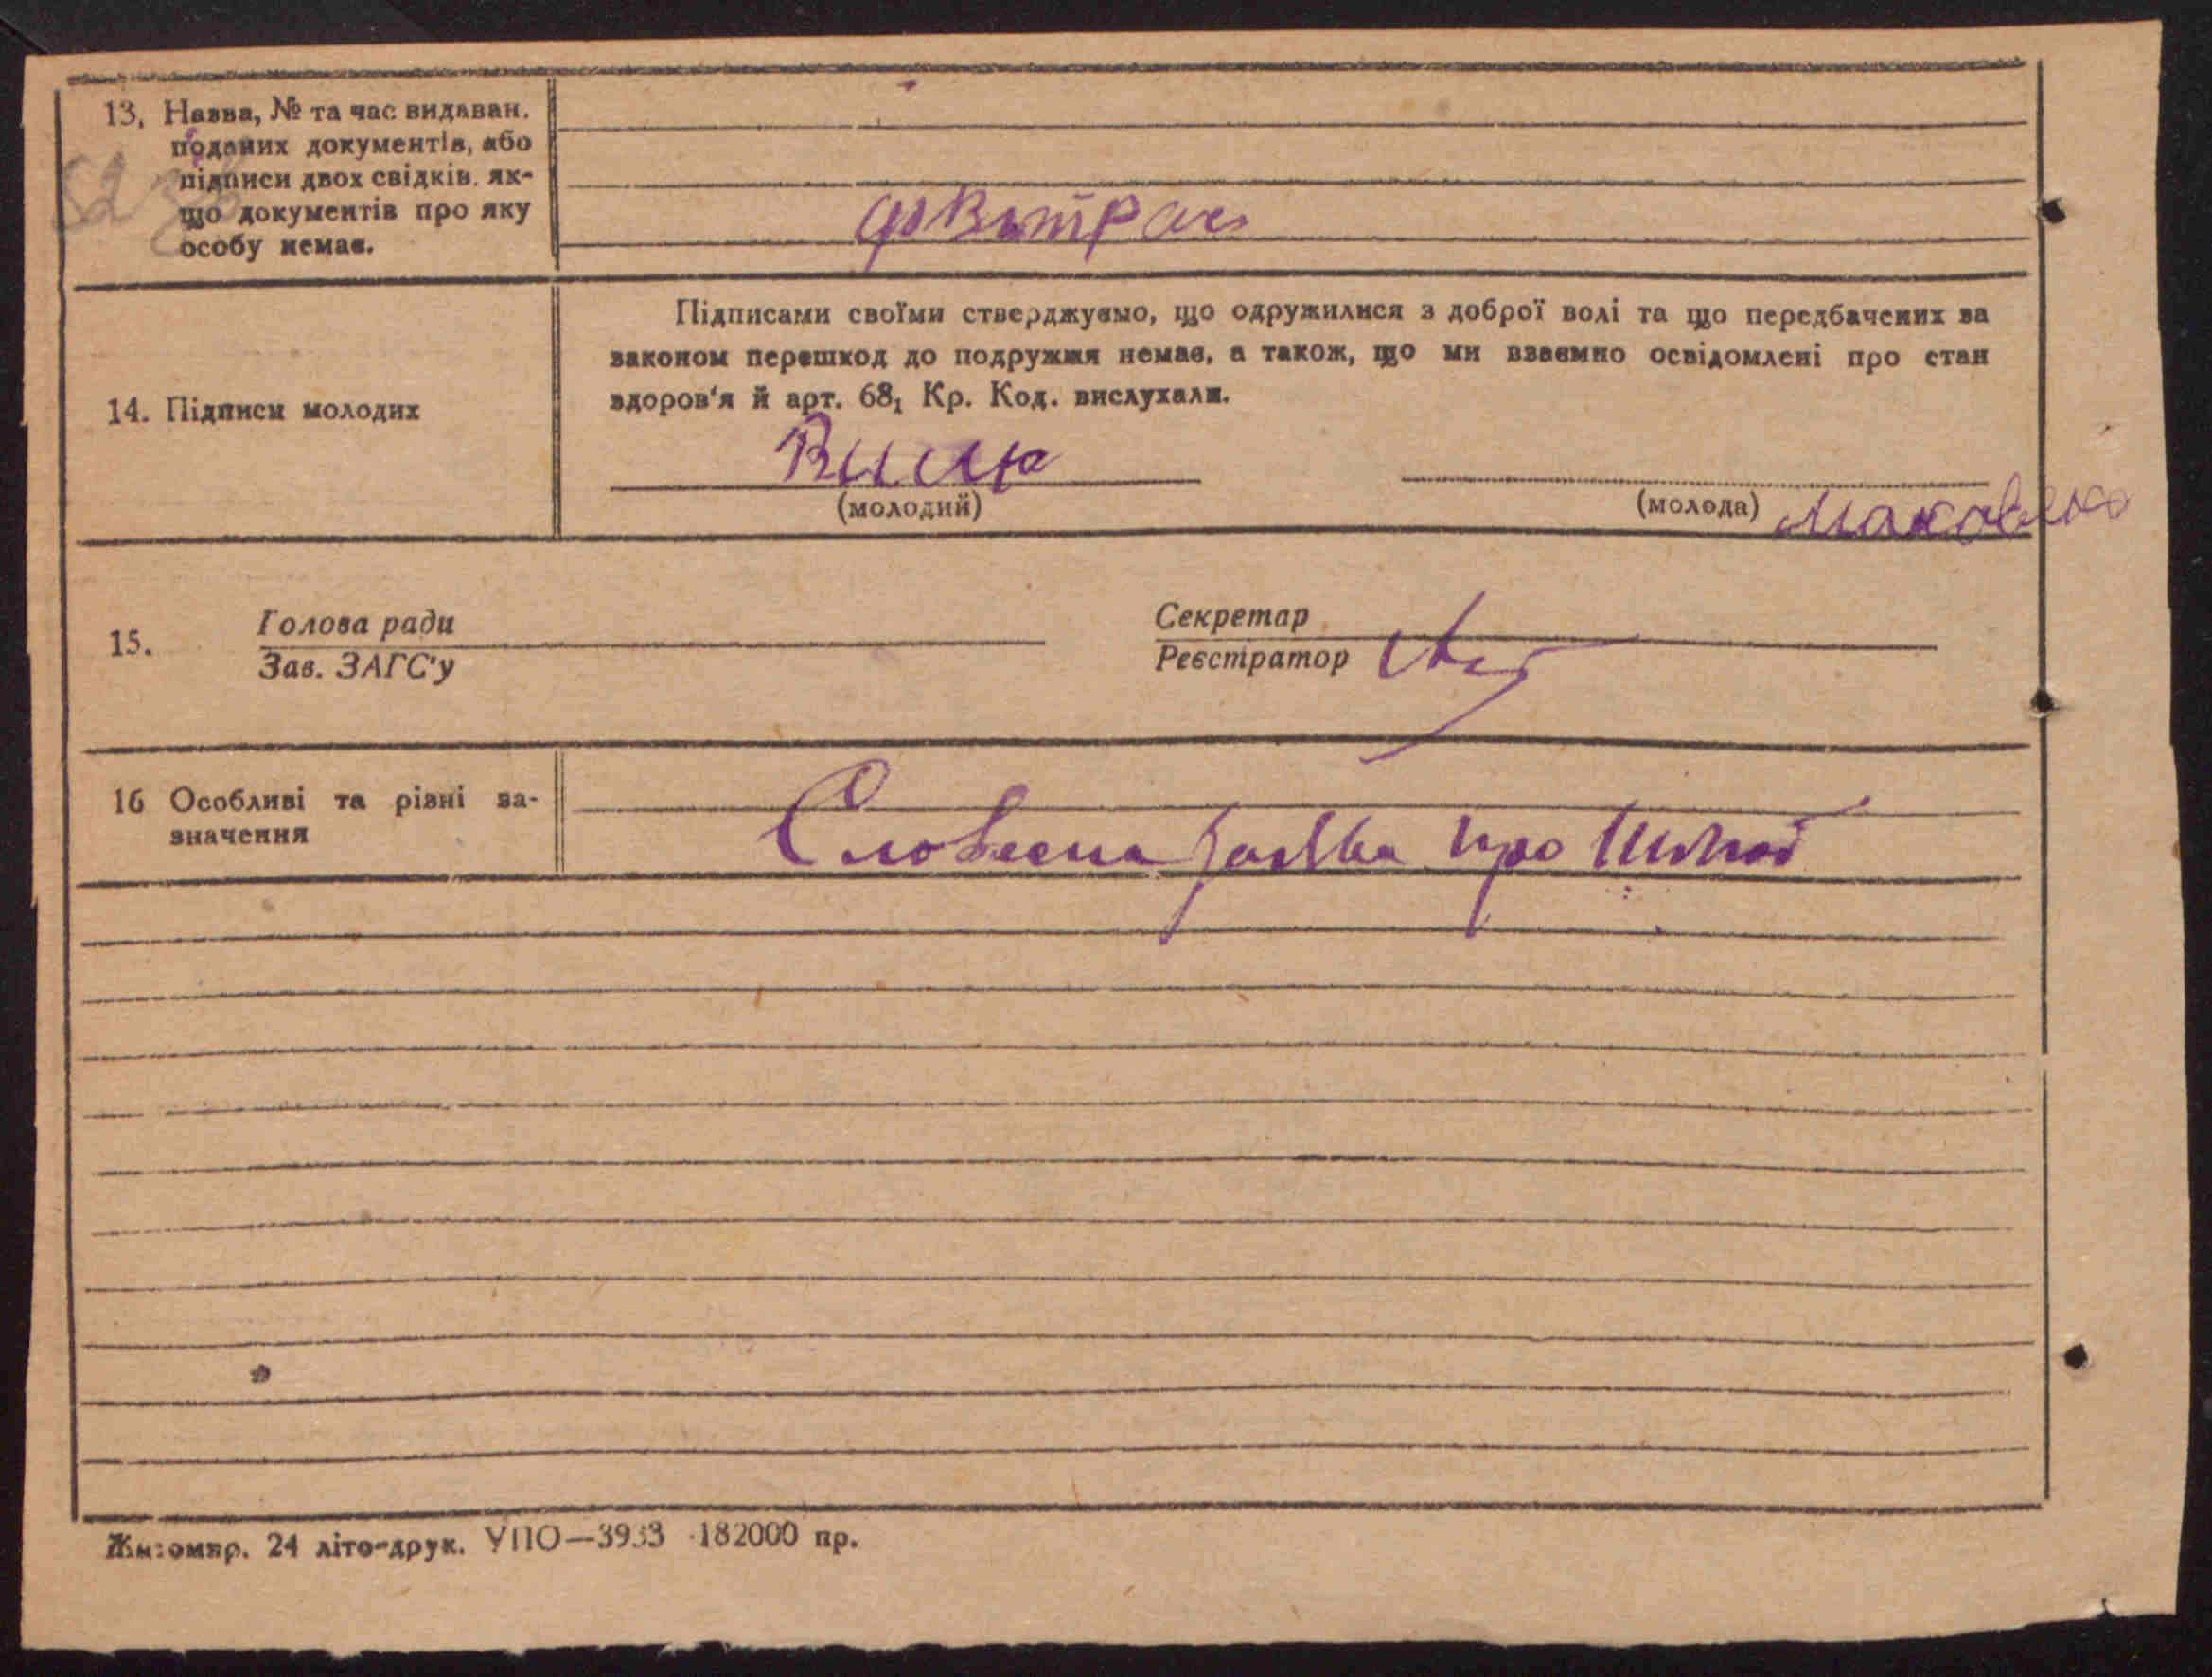 13. Назва, № та час видаван.
поданих документів, або
підписи двох свідків. як-
що документів про яку
особу немає.
Підписами своїми стверджуємо, що одружилися з доброї волі та що передбачених за
законом перешкод до подружжя немає, а також, що ми взаємно освідомлені про стан
здоров'я й арт. 68₁ Кр. Код. вислухали.
14. Підписи молодих
(молодий)
(молода)
15.
Голова ради
Зав. ЗАГС'у
Секретар
Реєстратор
16 Особливі та різні за-
значення
Словесна заявка про шлюб
Житомир. 24 літо-друк. УПО—3933 182000 пр.